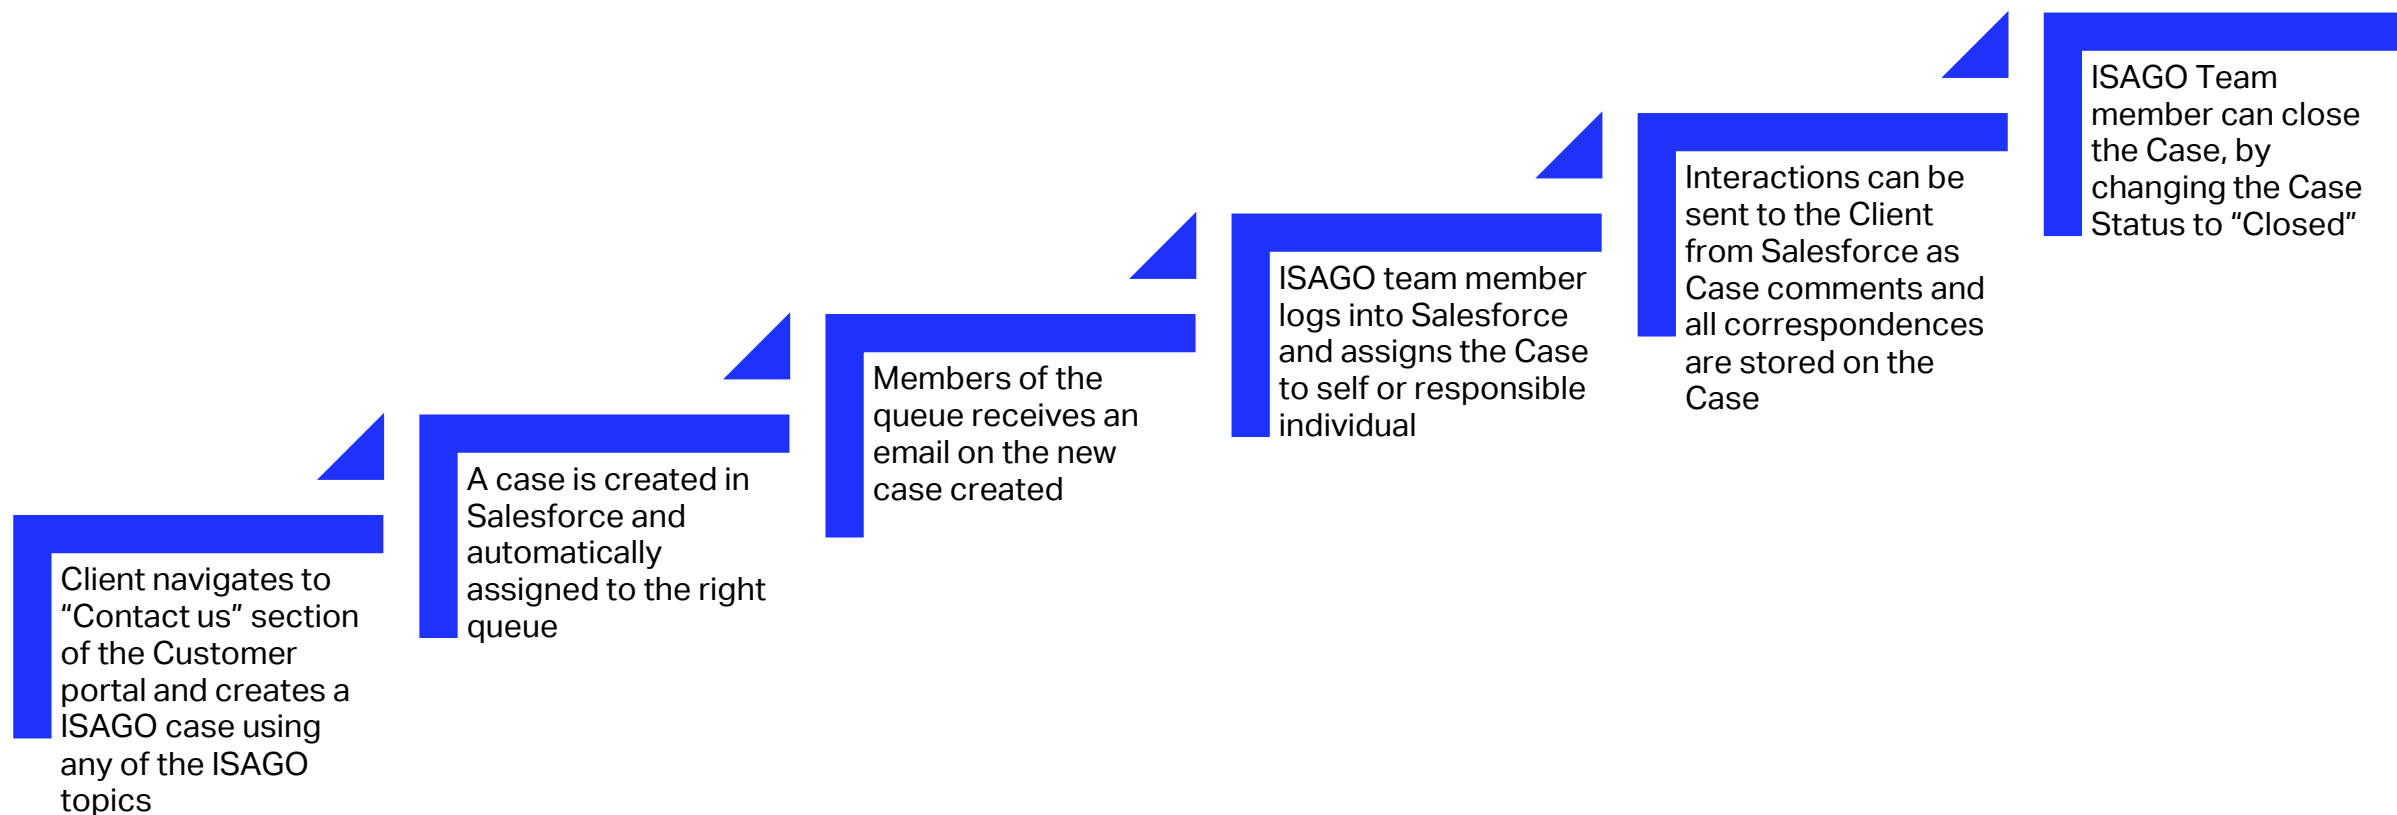 Client navigates to
“Contact us” section
of the Customer
portal and creates a
ISAGO case using
any of the ISAGO
topics
A case is created in
Salesforce and
automatically
assigned to the right
queue
Members of the
queue receives an
email on the new
case created
ISAGO team member
logs into Salesforce
and assigns the Case
to self or responsible
individual
Interactions can be
sent to the Client
from Salesforce as
Case comments and
all correspondences
are stored on the
Case
ISAGO Team
member can close
the Case, by
changing the Case
Status to “Closed”